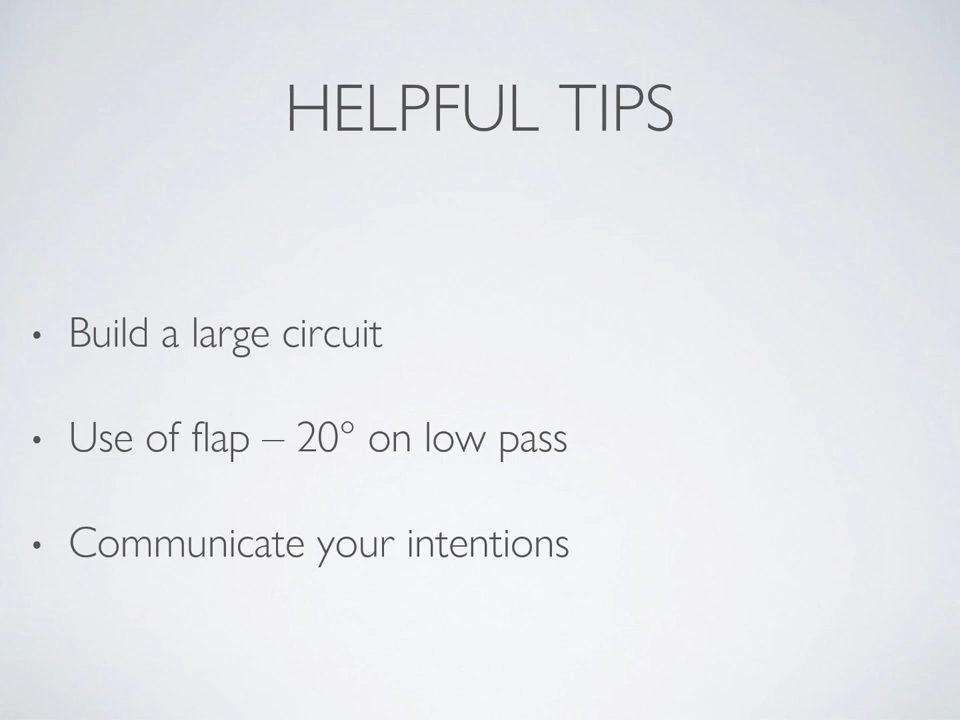 HELPFUL TIPS
• Build a large circuit
• Use of flap – 20° on low pass
• Communicate your intentions